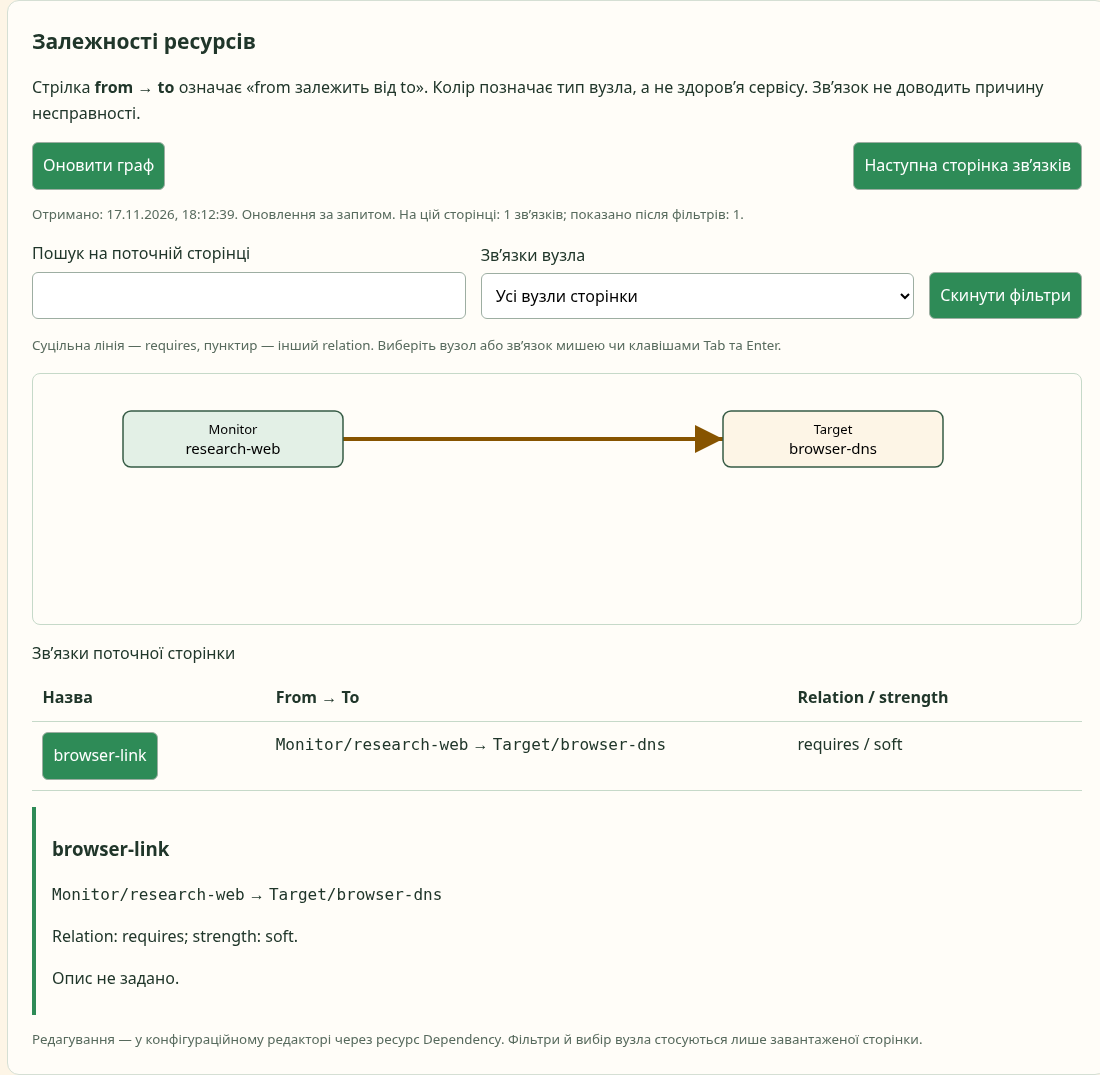 Залежності ресурсів
Стрілка from → to означає «from залежить від to». Колір позначає тип вузла, а не здоров’я сервісу. Зв’язок не доводить причину
несправності.
Оновити граф
Наступна сторінка зв’язків
Отримано: 17.11.2026, 18:12:39. Оновлення за запитом. На цій сторінці: 1 зв’язків; показано після фільтрів: 1.
Пошук на поточній сторінці
Зв’язки вузла
Усі вузли сторінки
Скинути фільтри
Суцільна лінія — requires, пунктир — інший relation. Виберіть вузол або зв’язок мишею чи клавішами Tab та Enter.
Monitor
research-web
Target
browser-dns
Зв’язки поточної сторінки
Назва From → To Relation / strength
browser-link Monitor/research-web → Target/browser-dns requires / soft
browser-link
Monitor/research-web → Target/browser-dns
Relation: requires; strength: soft.
Опис не задано.
Редагування — у конфігураційному редакторі через ресурс Dependency. Фільтри й вибір вузла стосуються лише завантаженої сторінки.